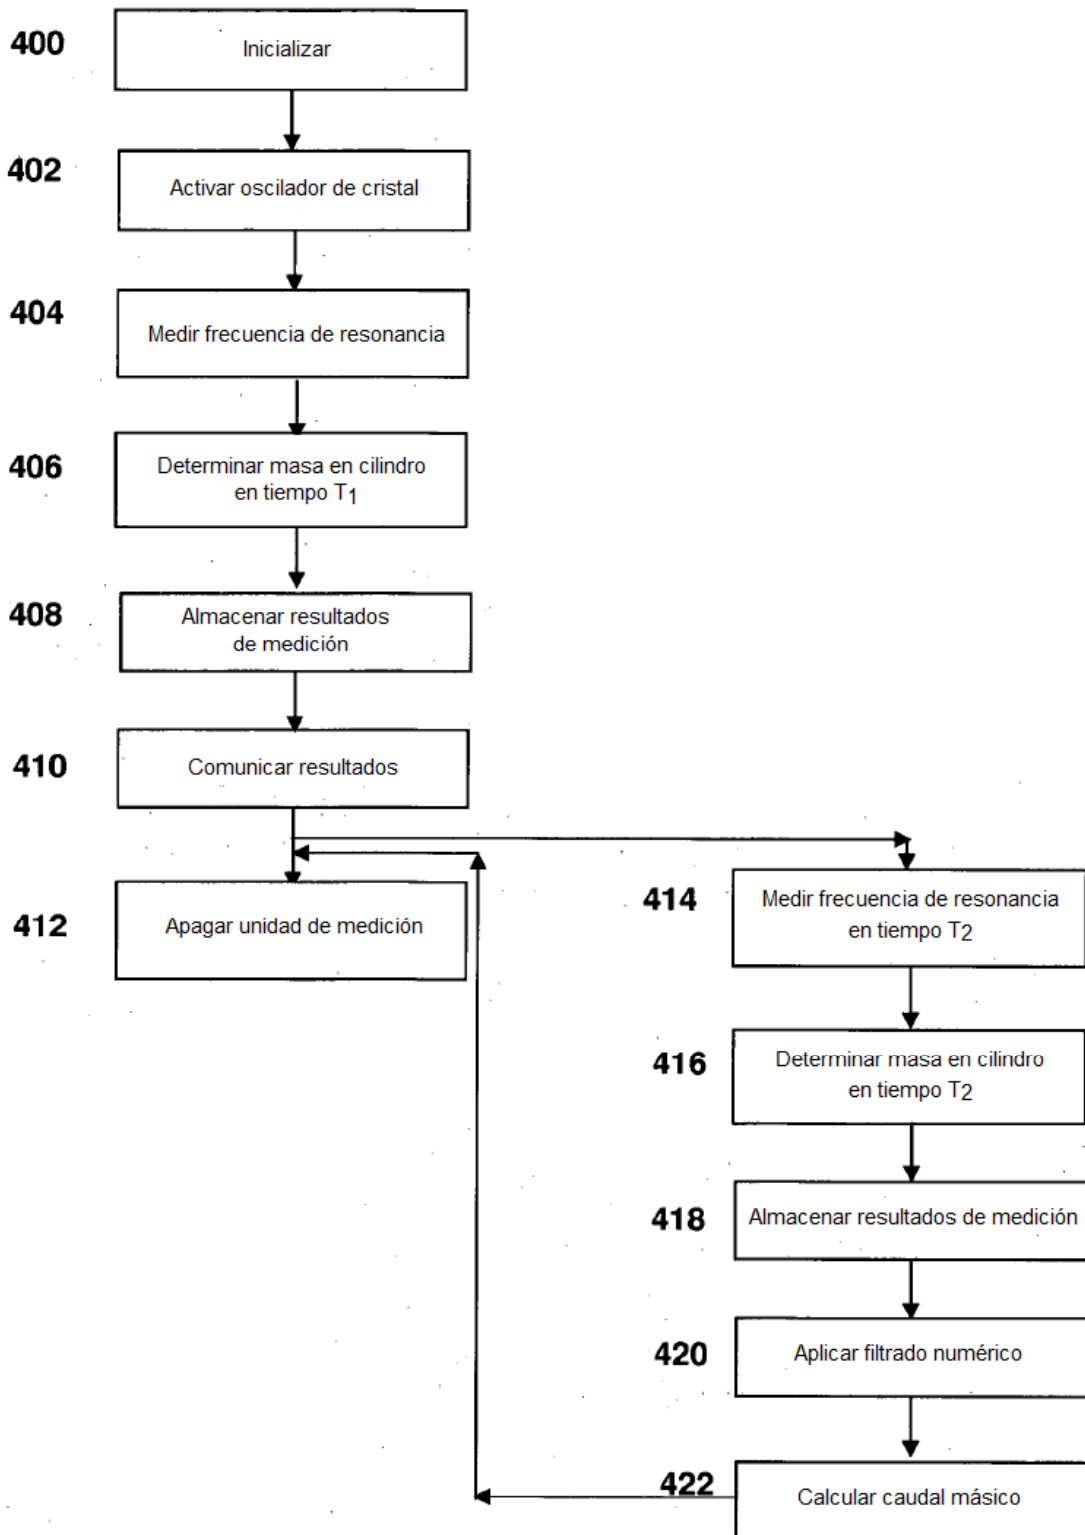 400
Inicializar
402
Activar oscilador de cristal
404
Medir frecuencia de resonancia
406
Determinar masa en cilindro
en tiempo T1
408
Almacenar resultados
de medición
410
Comunicar resultados
412
Apagar unidad de medición
414
Medir frecuencia de resonancia
en tiempo T2
416
Determinar masa en cilindro
en tiempo T2
418
Almacenar resultados de medición
420
Aplicar filtrado numérico
422
Calcular caudal másico